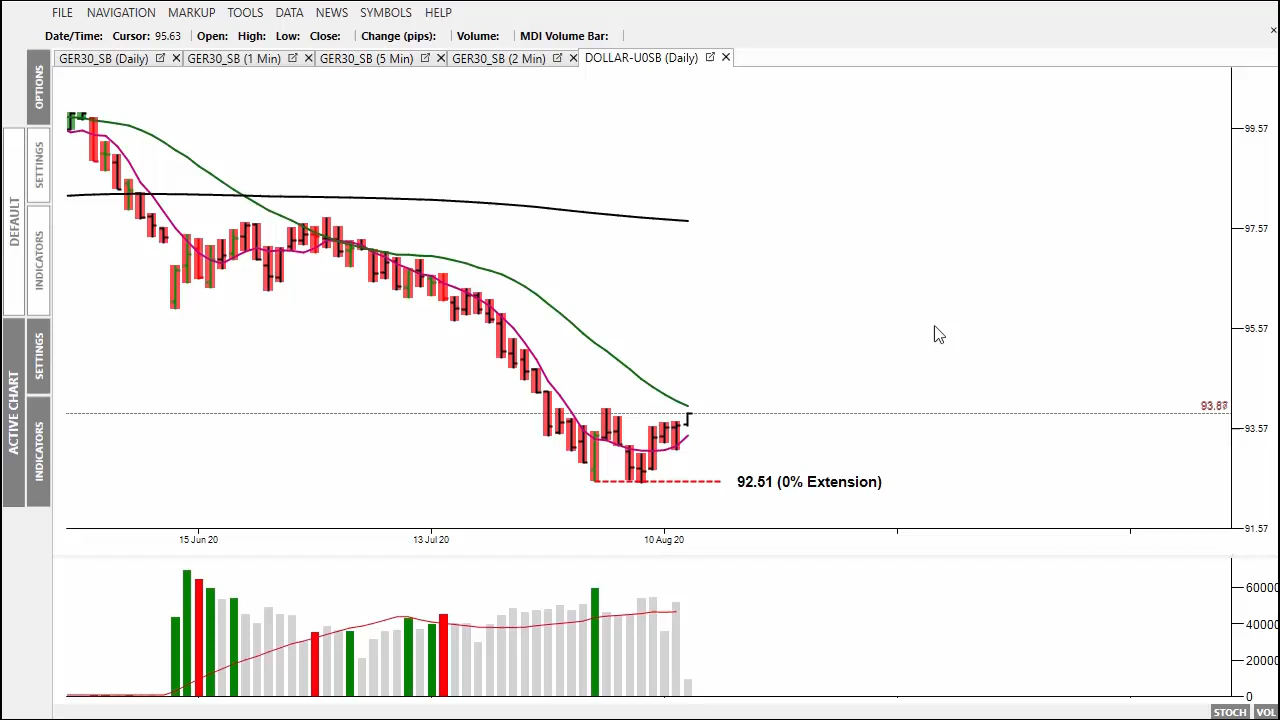 FILE NAVIGATION MARKUP TOOLS DATA NEWS SYMBOLS HELP
Date/Time: Cursor: 95.63 Open: High: Low: Close: Change (pips): Volume: MDI Volume Bar:
GER30_SB (Daily) GER30_SB (1 Min) GER30_SB (5 Min) GER30_SB (2 Min) DOLLAR-U0SB (Daily)
OPTIONS
DEFAULT
SETTINGS
INDICATORS
ACTIVE CHART
SETTINGS
INDICATORS
99.57
97.57
95.57
93.57
91.57
92.51 (0% Extension)
15 Jun 20 13 Jul 20 10 Aug 20
60000
40000
20000
0
STOCH VOL